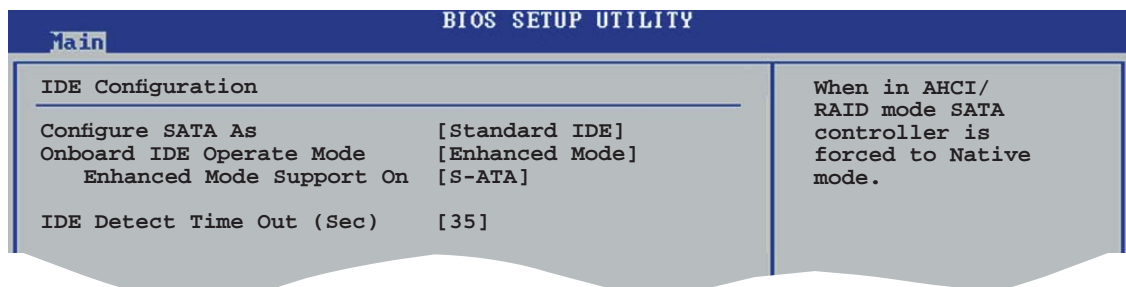 BIOS SETUP UTILITY
Main
IDE Configuration
Configure SATA As [Standard IDE]
Onboard IDE Operate Mode [Enhanced Mode]
Enhanced Mode Support On [S-ATA]
IDE Detect Time Out (Sec) [35]
When in AHCI/
RAID mode SATA
controller is
forced to Native
mode.